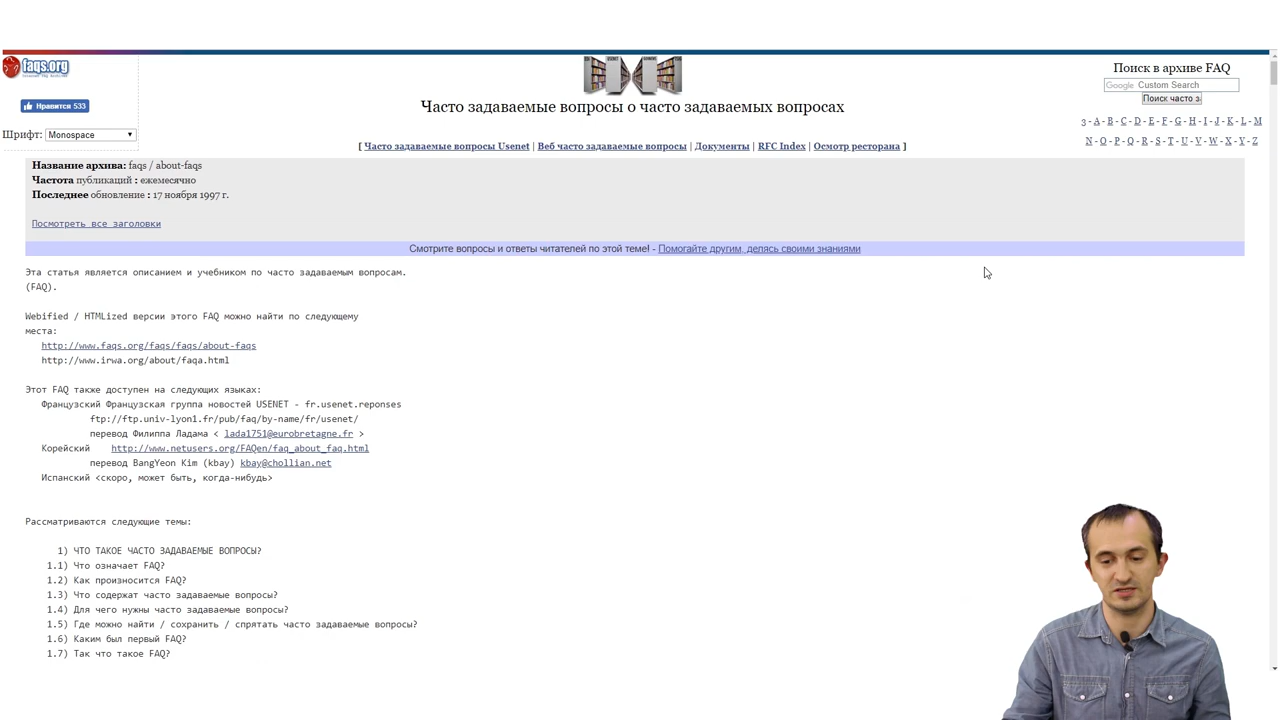 faqs.org
Нравится 533
Шрифт: Monospace
Часто задаваемые вопросы о часто задаваемых вопросах
Поиск в архиве FAQ
Google Custom Search
Поиск часто з
3 - A - B - C - D - E - F - G - H - I - J - K - L - M
N - O - P - Q - R - S - T - U - V - W - X - Y - Z
[ Часто задаваемые вопросы Usenet | Веб часто задаваемые вопросы | Документы | RFC Index | Осмотр ресторана ]
Название архива: faqs / about-faqs
Частота публикаций : ежемесячно
Последнее обновление : 17 ноября 1997 г.
Посмотреть все заголовки
Смотрите вопросы и ответы читателей по этой теме! - Помогайте другим, делясь своими знаниями
Эта статья является описанием и учебником по часто задаваемым вопросам.
(FAQ).
Webified / HTMLized версии этого FAQ можно найти по следующему
места:
http://www.faqs.org/faqs/faqs/about-faqs
http://www.irwa.org/about/faqa.html
Этот FAQ также доступен на следующих языках:
Французский Французская группа новостей USENET - fr.usenet.reponses
ftp://ftp.univ-lyon1.fr/pub/faq/by-name/fr/usenet/
перевод Филиппа Ладама < lada1751@eurobretagne.fr >
Корейский http://www.netusers.org/FAQen/faq_about_faq.html
перевод BangYeon Kim (kbay) kbay@chollian.net
Испанский <скоро, может быть, когда-нибудь>
Рассматриваются следующие темы:
1) ЧТО ТАКОЕ ЧАСТО ЗАДАВАЕМЫЕ ВОПРОСЫ?
1.1) Что означает FAQ?
1.2) Как произносится FAQ?
1.3) Что содержат часто задаваемые вопросы?
1.4) Для чего нужны часто задаваемые вопросы?
1.5) Где можно найти / сохранить / спрятать часто задаваемые вопросы?
1.6) Каким был первый FAQ?
1.7) Так что такое FAQ?